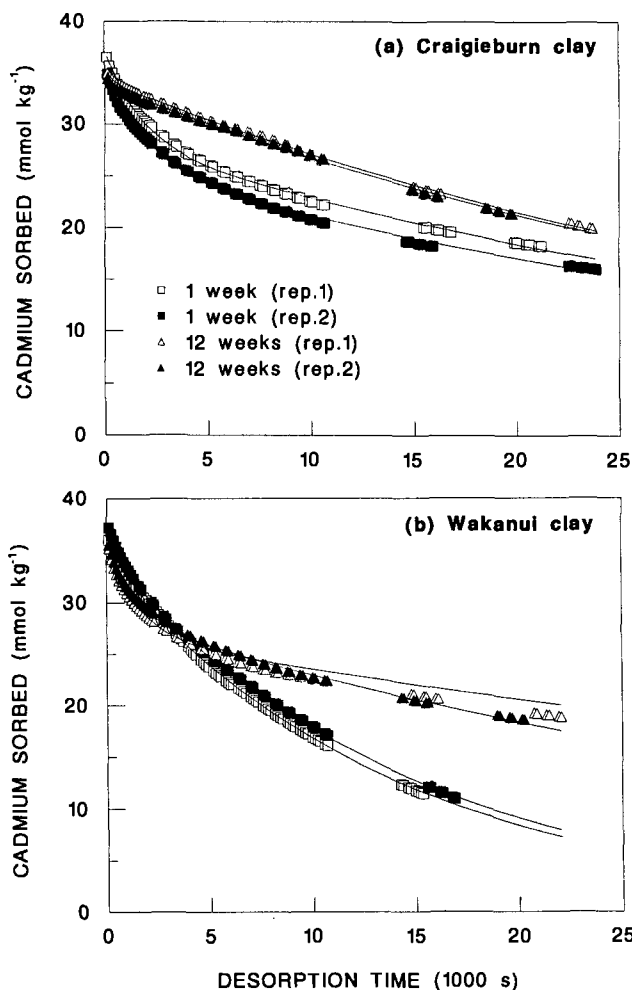 (a) Craigieburn clay
CADMIUM SORBED (mmol kg⁻¹)
40
30
20
10
0
1 week (rep.1)
1 week (rep.2)
12 weeks (rep.1)
12 weeks (rep.2)
0 5 10 15 20 25
(b) Wakanui clay
CADMIUM SORBED (mmol kg⁻¹)
40
30
20
10
0
0 5 10 15 20 25
DESORPTION TIME (1000 s)